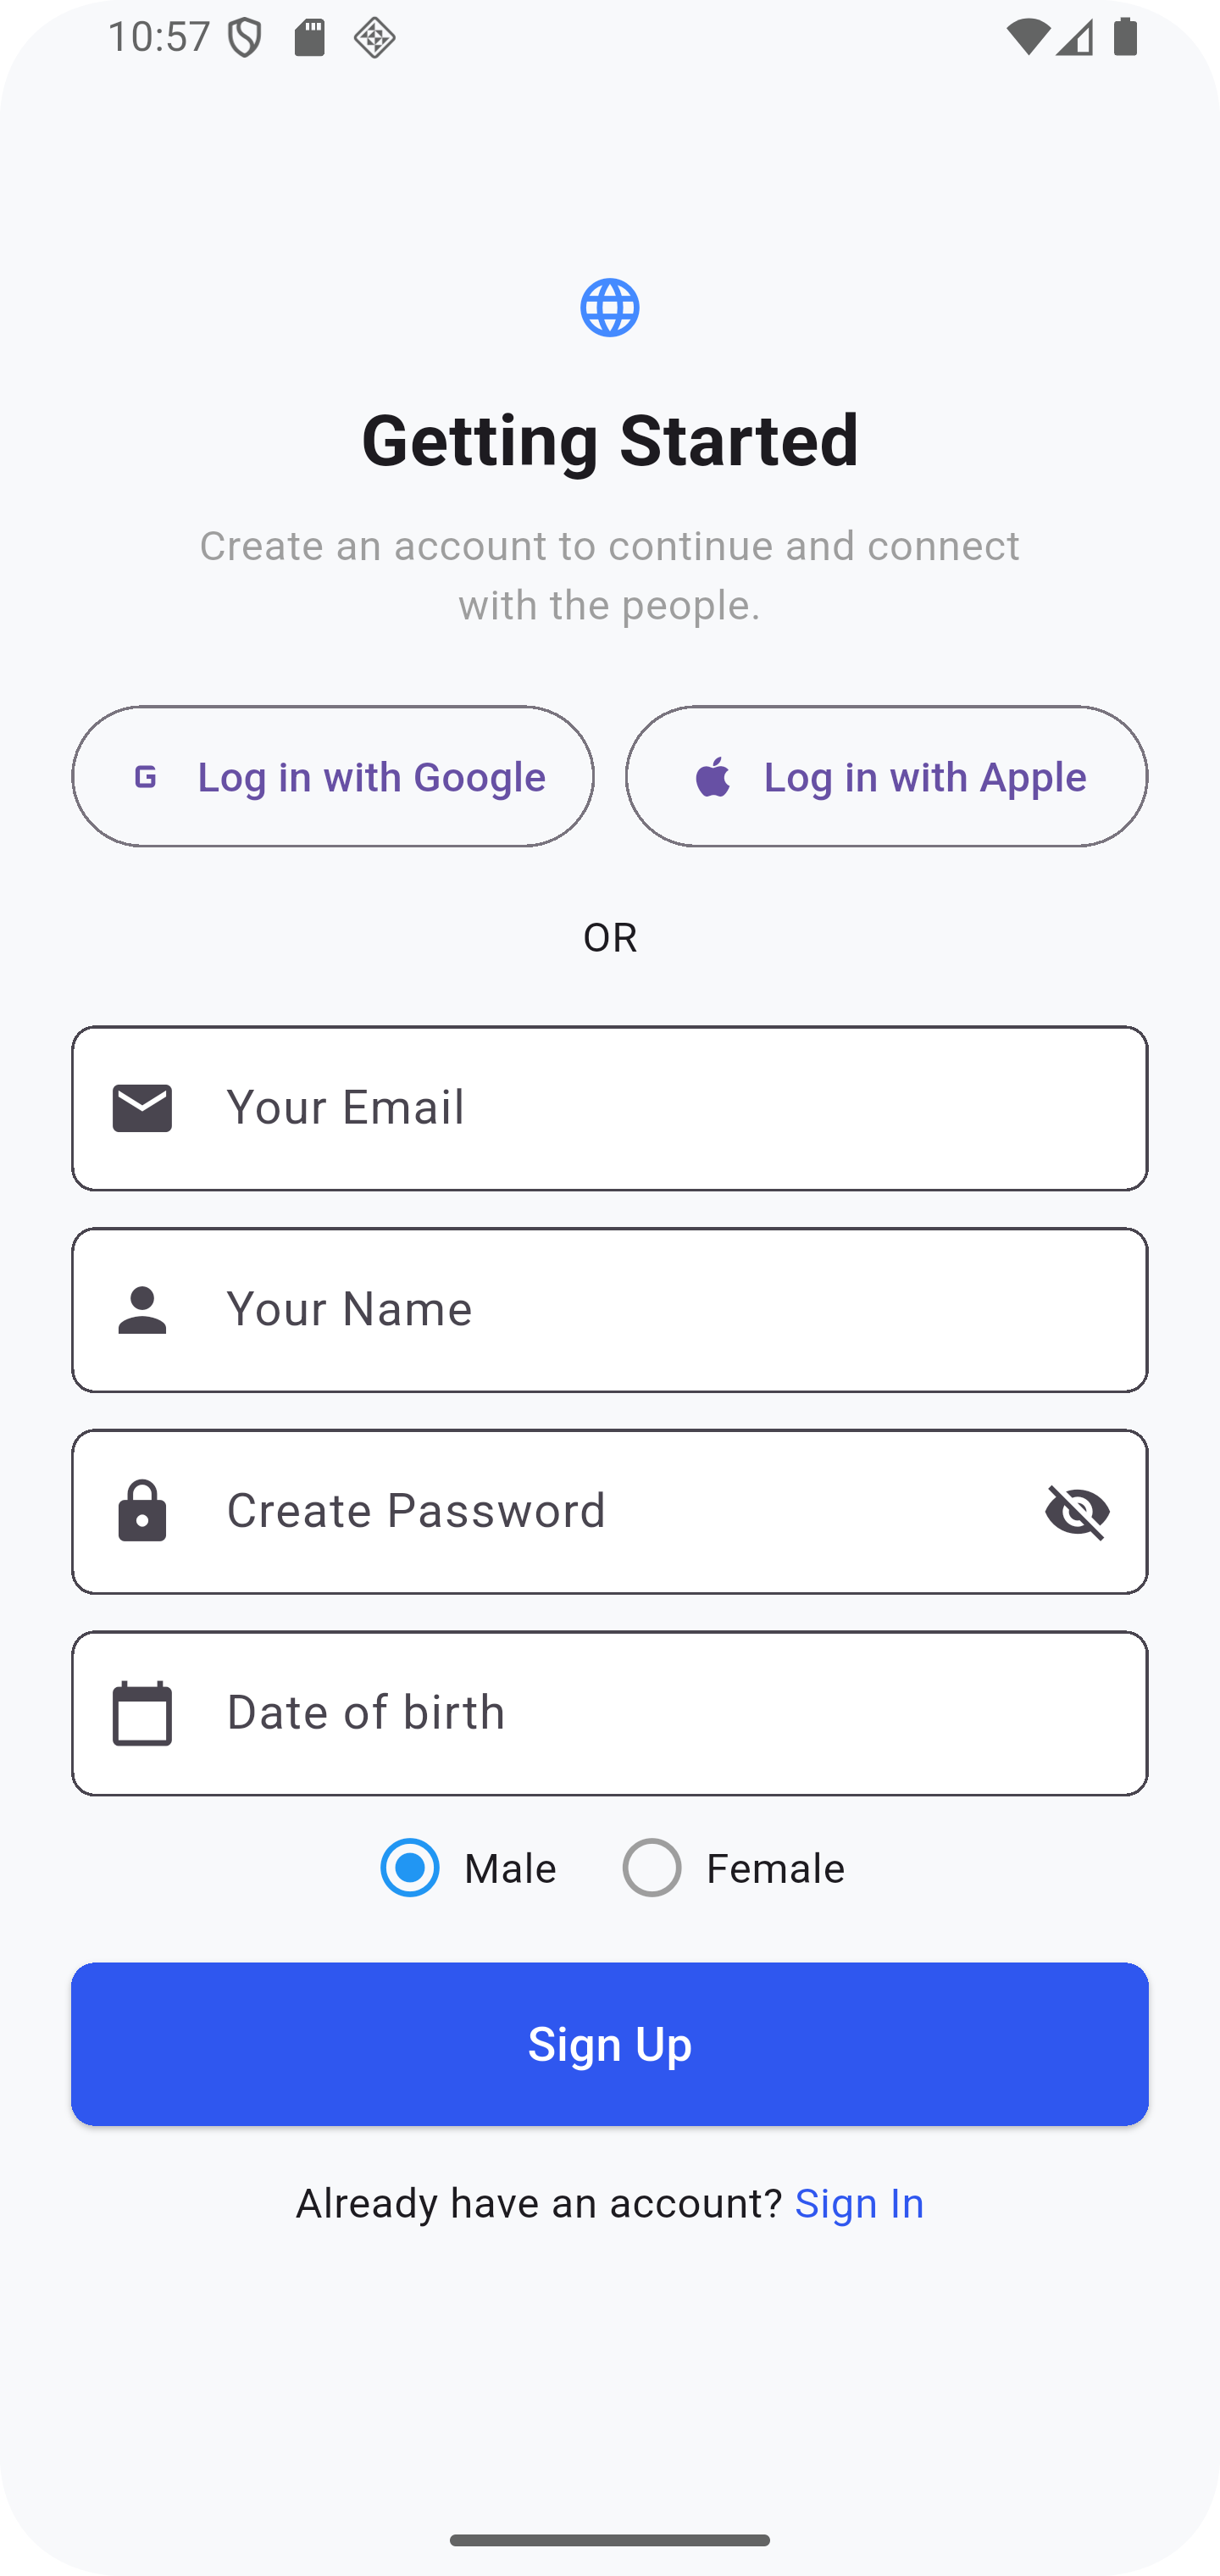 10:57
Getting Started
Create an account to continue and connect
with the people.
G Log in with Google
Log in with Apple
OR
Your Email
Your Name
Create Password
Date of birth
Male
Female
Sign Up
Already have an account? Sign In